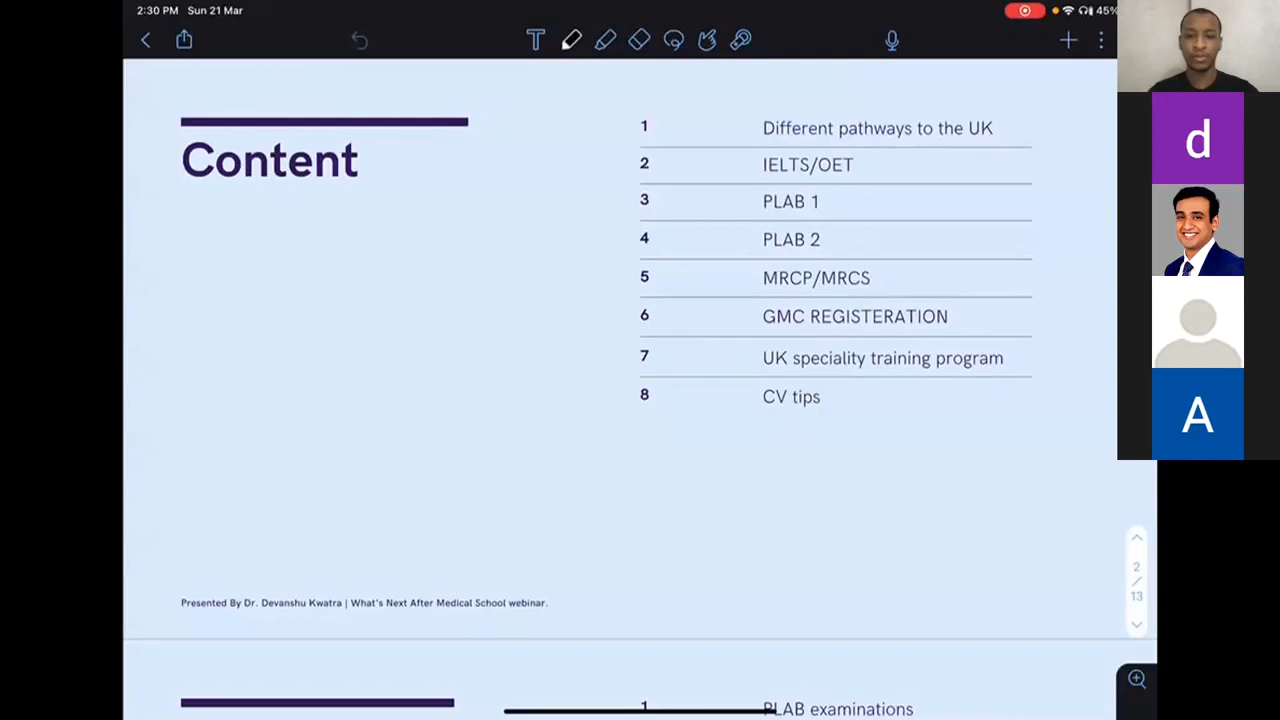 2:30 PM Sun 21 Mar
45%
Content
1 Different pathways to the UK
2 IELTS/OET
3 PLAB 1
4 PLAB 2
5 MRCP/MRCS
6 GMC REGISTERATION
7 UK speciality training program
8 CV tips
d
A
2
/
13
Presented By Dr. Devanshu Kwatra | What's Next After Medical School webinar.
1 PLAB examinations